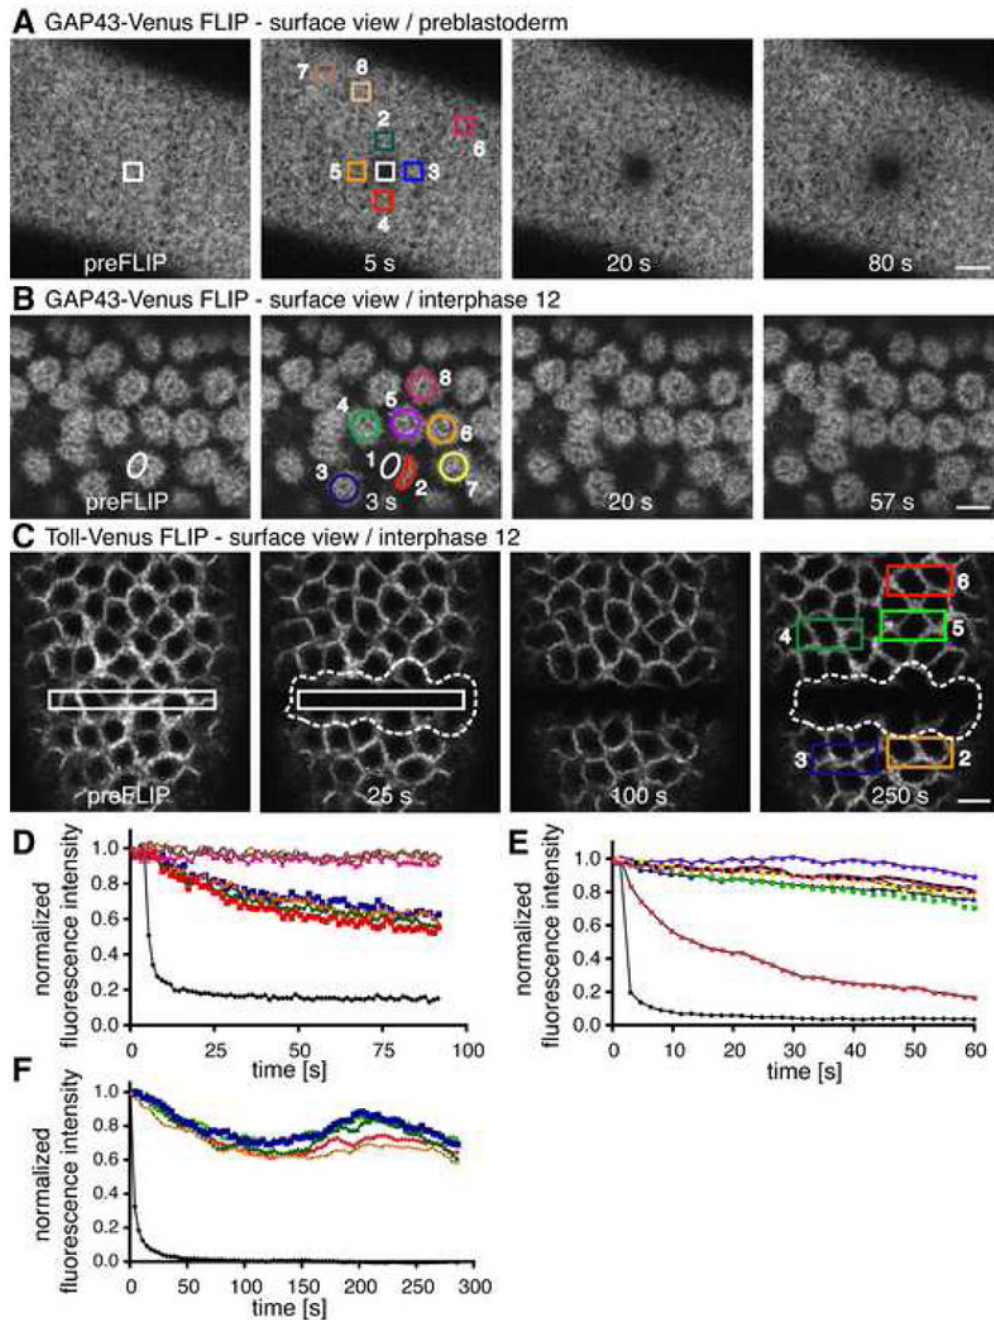 A GAP43-Venus FLIP - surface view / preblastoderm
preFLIP
7
8
2
6
5
3
4
5 s
20 s
80 s
B GAP43-Venus FLIP - surface view / interphase 12
preFLIP
8
4
5
6
1
3
2
7
3 s
20 s
57 s
C Toll-Venus FLIP - surface view / interphase 12
preFLIP
25 s
100 s
6
4
5
3
2
250 s
D
normalized
fluorescence intensity
1.0
0.8
0.6
0.4
0.2
0.0
0
25
50
75
100
time [s]
E
normalized
fluorescence intensity
1.0
0.8
0.6
0.4
0.2
0.0
0
10
20
30
40
50
60
time [s]
F
normalized
fluorescence intensity
1.0
0.8
0.6
0.4
0.2
0.0
0
50
100
150
200
250
300
time [s]